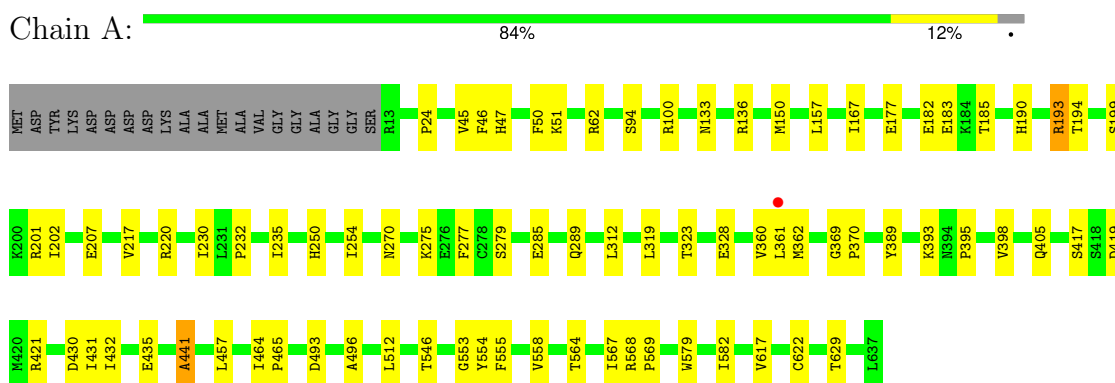 Chain A:
84% 12% •
MET ASP TYR LYS ASP ASP ASP ASP LYS ALA ALA MET ALA VAL GLY GLY ALA GLY GLY SER R13 P24 V45 F46 H47 F50 K51 R62 S94 R100 N133 R136 M150 L157 I167 E177 E182 E183 K184 T185 H190 R193 T194 S199
K200 R201 I202 E207 V217 R220 I230 L231 P232 I235 H250 I254 N270 K275 E276 F277 C278 S279 E285 Q289 L312 L319 T323 E328 V360 L361 M362 G369 P370 Y389 K393 N394 P395 V398 Q405 S417 S418 D419
M420 R421 D430 I431 I432 E435 A441 L457 I464 P465 D493 A496 L512 T546 G553 Y554 F555 V558 T564 I567 R568 P569 W579 I582 V617 C622 T629 L637